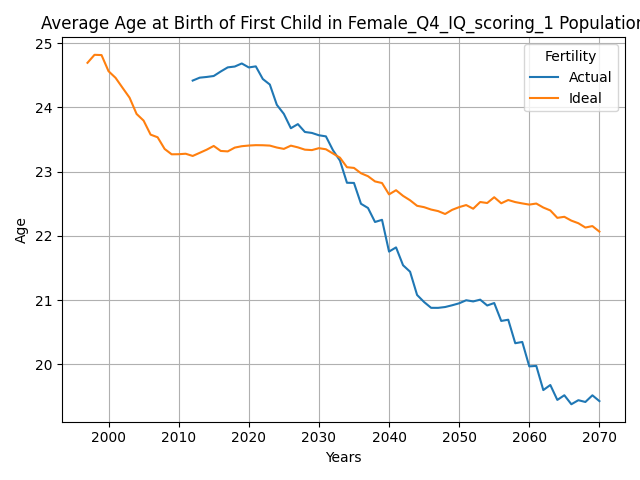 Average Age at Birth of First Child in Female_Q4_IQ_scoring_1 Population
Fertility
Actual
Ideal
Age
25
24
23
22
21
20
2000 2010 2020 2030 2040 2050 2060 2070
Years